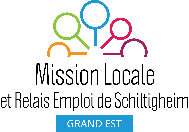 Mission Locale
et Relais Emploi de Schiltigheim
GRAND EST